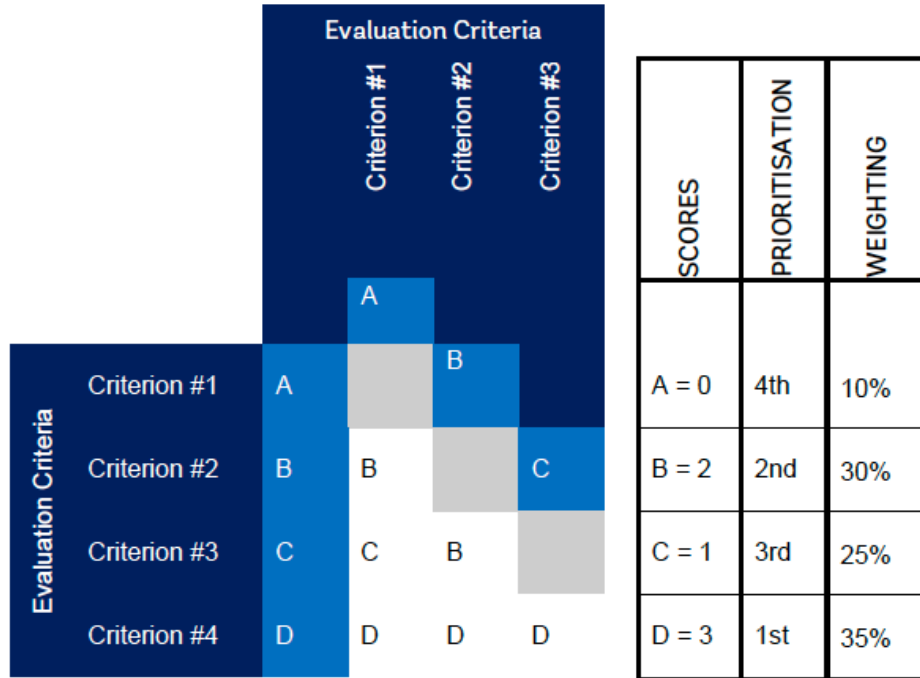 Evaluation Criteria
Criterion #1
Criterion #2
Criterion #3
SCORES
PRIORITISATION
WEIGHTING
A
B
Evaluation Criteria
Criterion #1 A A = 0 4th 10%
Criterion #2 B B C B = 2 2nd 30%
Criterion #3 C C B C = 1 3rd 25%
Criterion #4 D D D D D = 3 1st 35%